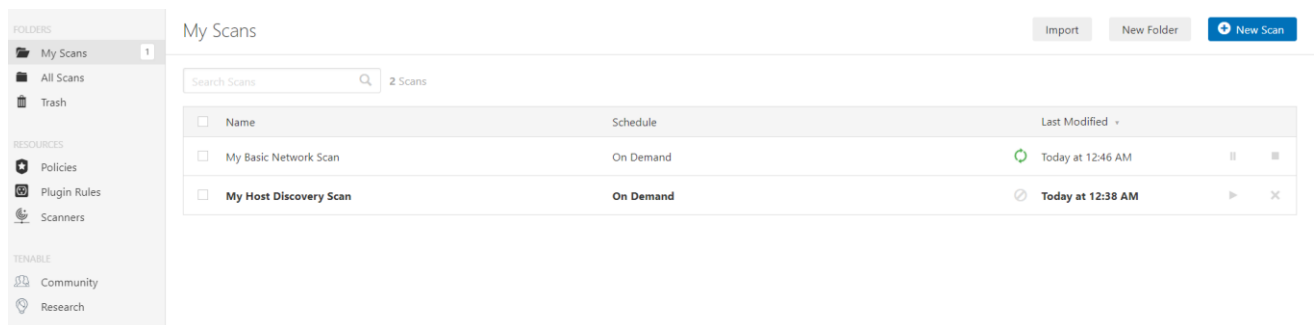 FOLDERS
My Scans 1
All Scans
Trash
RESOURCES
Policies
Plugin Rules
Scanners
TENABLE
Community
Research
My Scans
Import New Folder New Scan
Search Scans 2 Scans
Name Schedule Last Modified
My Basic Network Scan On Demand Today at 12:46 AM
My Host Discovery Scan On Demand Today at 12:38 AM